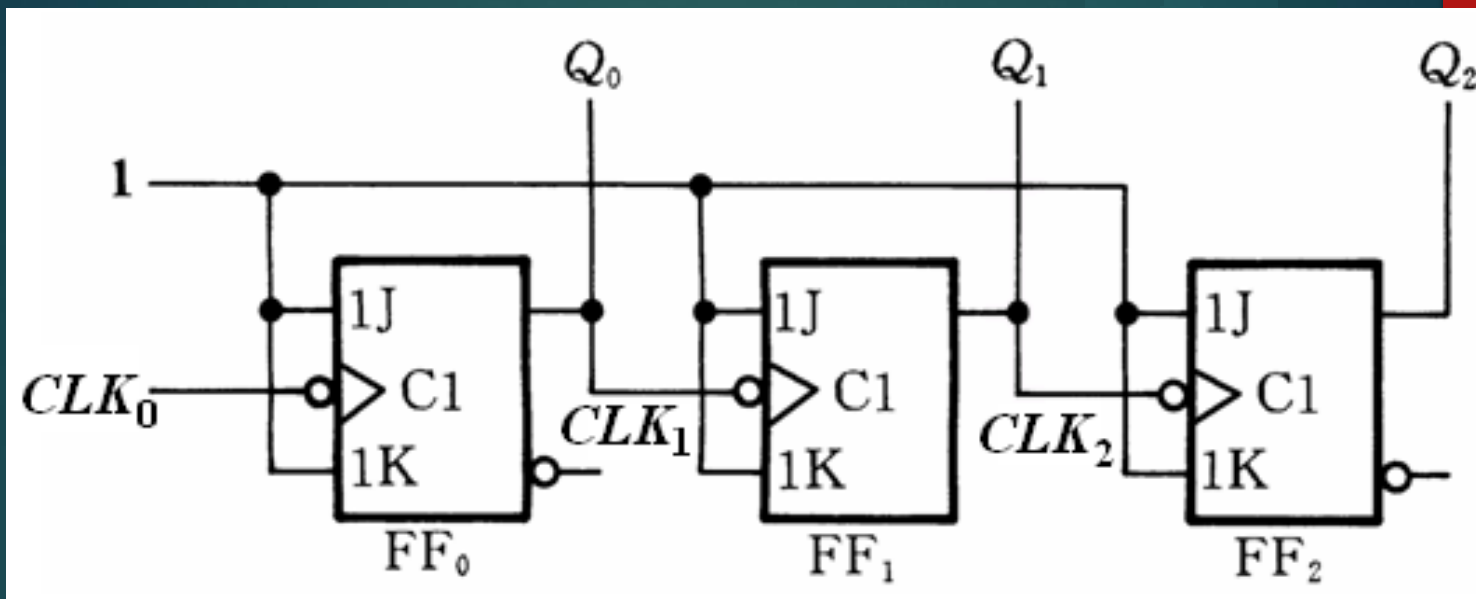 Q₀ Q₁ Q₂
1
1J 1J 1J
CLK₀ C1 CLK₁ C1 CLK₂ C1
1K 1K 1K
FF₀ FF₁ FF₂